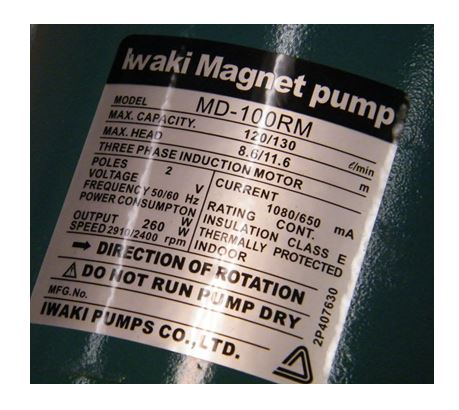 Iwaki Magnet pump
MODEL MD-100RM
MAX. CAPACITY. 120/130 ℓ/min
MAX. HEAD 8.6/11.6 m
THREE PHASE INDUCTION MOTOR
POLES 2
VOLTAGE V
FREQUENCY 50/60 Hz
POWER CONSUMPTON W
OUTPUT 260 W
SPEED 2910/2400 rpm
CURRENT
1080/650 mA
RATING CONT.
INSULATION CLASS E
THERMALLY PROTECTED
INDOOR
➡ DIRECTION OF ROTATION
⚠ DO NOT RUN PUMP DRY
MFG.No.
IWAKI PUMPS CO.,LTD.
2P407630